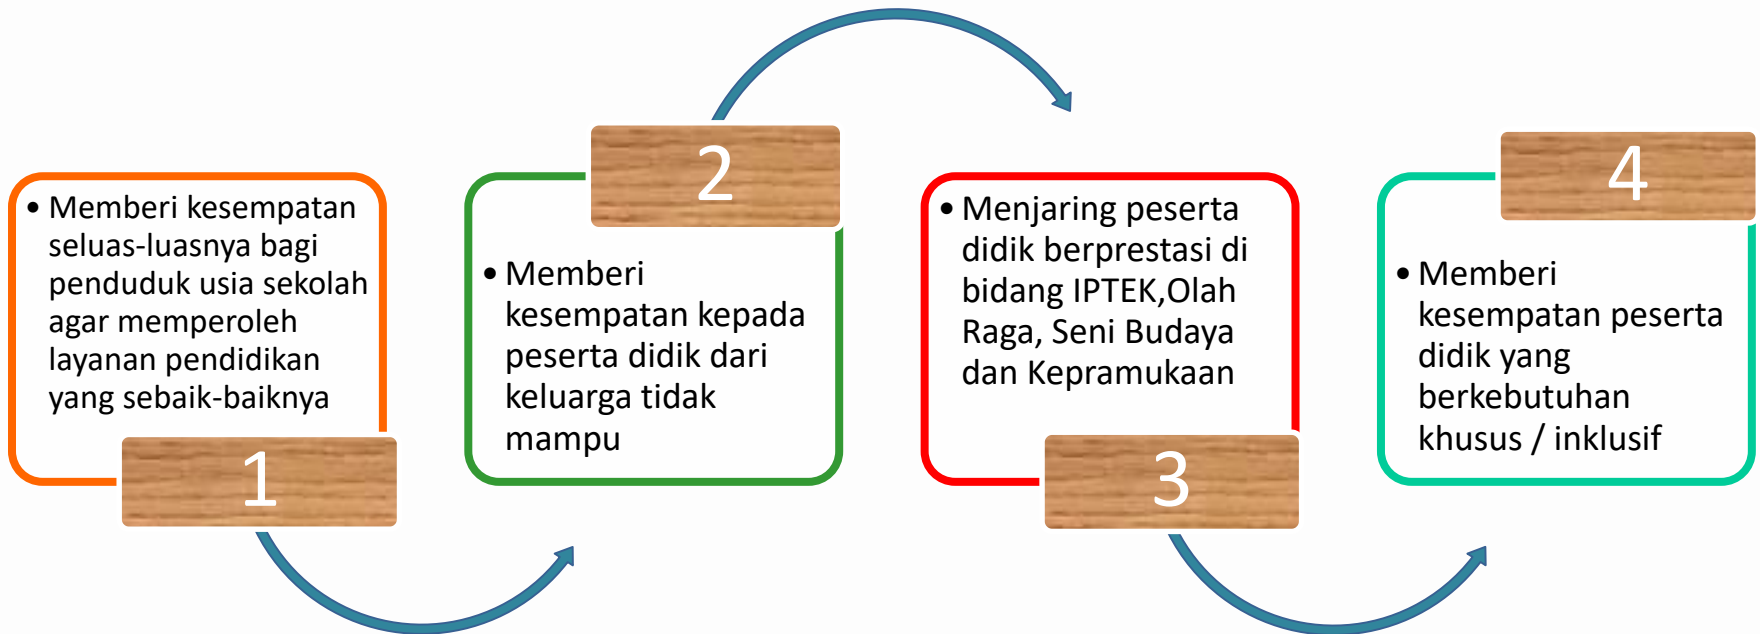 • Memberi kesempatan
seluas-luasnya bagi
penduduk usia sekolah
agar memperoleh
layanan pendidikan
yang sebaik-baiknya
1
2
• Memberi
kesempatan kepada
peserta didik dari
keluarga tidak
mampu
• Menjaring peserta
didik berprestasi di
bidang IPTEK,Olah
Raga, Seni Budaya
dan Kepramukaan
3
4
• Memberi
kesempatan peserta
didik yang
berkebutuhan
khusus / inklusif